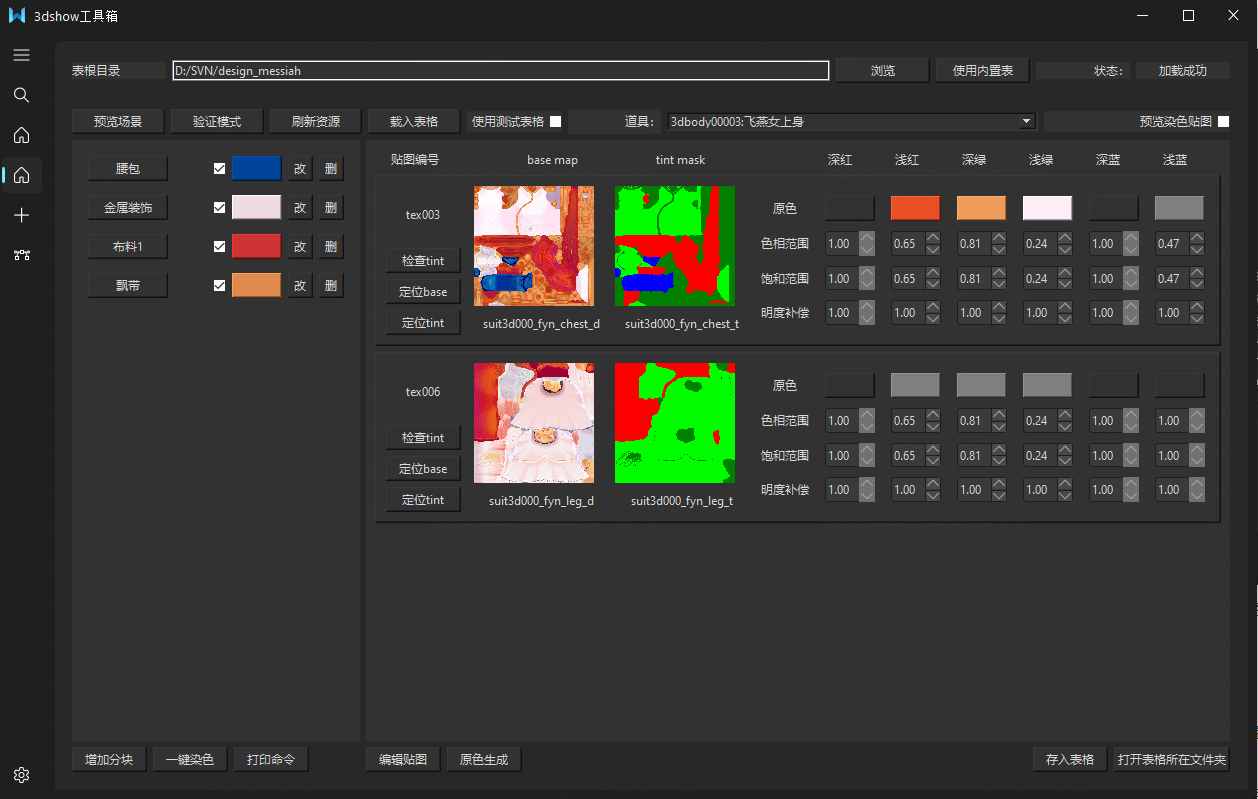 3dshow工具箱
表根目录 D:/SVN/design_messiah 浏览 使用内置表 状态: 加载成功
预览场景 验证模式 刷新资源 载入表格 使用测试表格 道具: 3dbody00003:飞燕女上身 预览染色贴图
腰包 改 删
金属装饰 改 删
布料1 改 删
飘带 改 删
贴图编号 base map tint mask 深红 浅红 深绿 浅绿 深蓝 浅蓝
tex003
检查tint
定位base
定位tint
suit3d000_fyn_chest_d suit3d000_fyn_chest_t
原色
色相范围 1.00 0.65 0.81 0.24 1.00 0.47
饱和范围 1.00 0.65 0.81 0.24 1.00 0.47
明度补偿 1.00 1.00 1.00 1.00 1.00 1.00
tex006
检查tint
定位base
定位tint
suit3d000_fyn_leg_d suit3d000_fyn_leg_t
原色
色相范围 1.00 0.65 0.81 0.24 1.00 1.00
饱和范围 1.00 0.65 0.81 0.24 1.00 1.00
明度补偿 1.00 1.00 1.00 1.00 1.00 1.00
增加分块 一键染色 打印命令 编辑贴图 原色生成 存入表格 打开表格所在文件夹